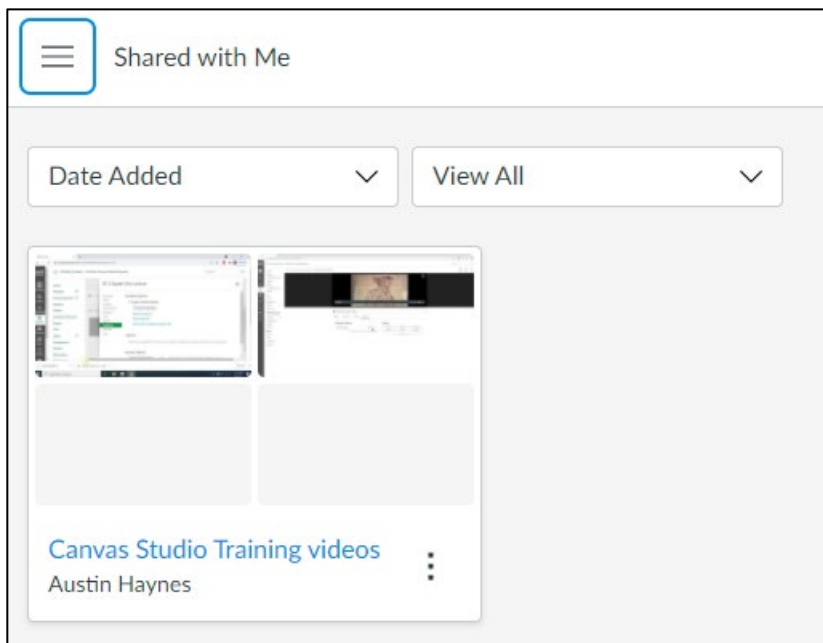 Shared with Me
Date Added
View All
Canvas Studio Training videos
Austin Haynes